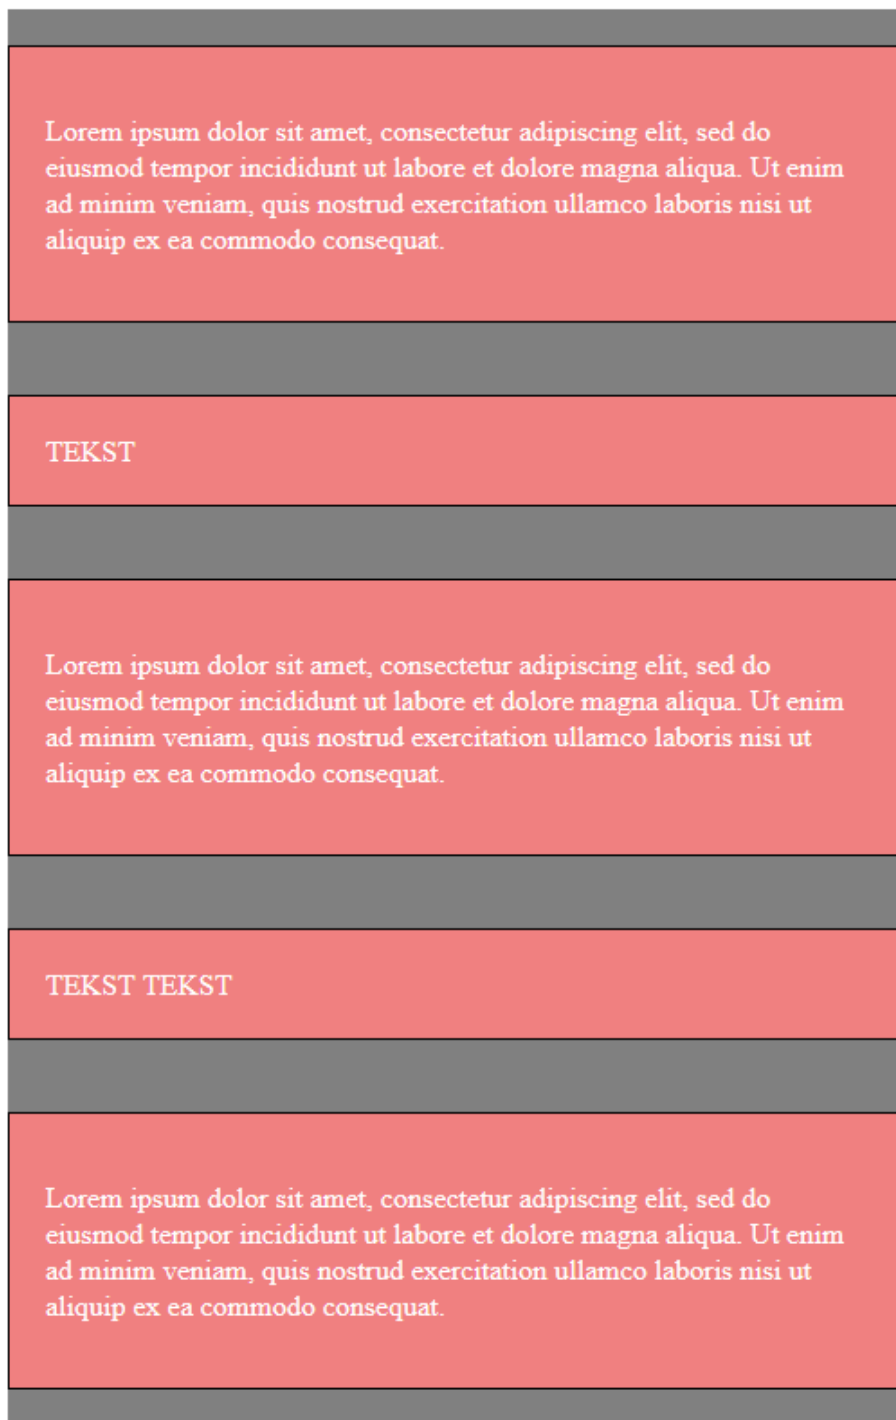 Lorem ipsum dolor sit amet, consectetur adipiscing elit, sed do
eiusmod tempor incididunt ut labore et dolore magna aliqua. Ut enim
ad minim veniam, quis nostrud exercitation ullamco laboris nisi ut
aliquip ex ea commodo consequat.
TEKST
Lorem ipsum dolor sit amet, consectetur adipiscing elit, sed do
eiusmod tempor incididunt ut labore et dolore magna aliqua. Ut enim
ad minim veniam, quis nostrud exercitation ullamco laboris nisi ut
aliquip ex ea commodo consequat.
TEKST TEKST
Lorem ipsum dolor sit amet, consectetur adipiscing elit, sed do
eiusmod tempor incididunt ut labore et dolore magna aliqua. Ut enim
ad minim veniam, quis nostrud exercitation ullamco laboris nisi ut
aliquip ex ea commodo consequat.